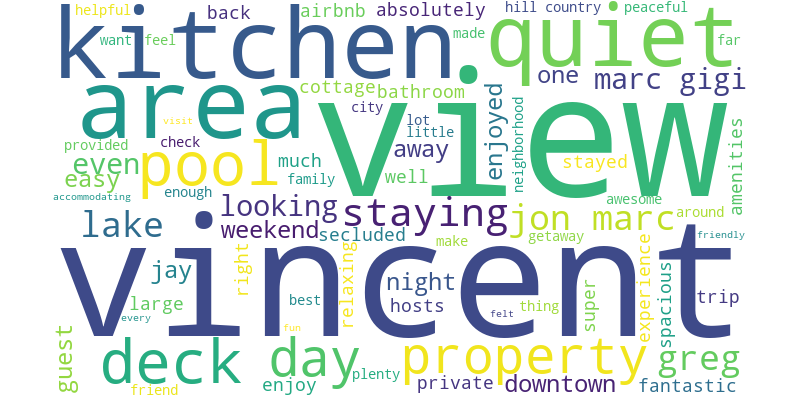 helpful
back
airbnb
absolutely
hill country
peaceful
kitchen
quiet
want
feel
made
far
area
view
one
marc gigi
cottage
bathroom
enjoyed
city
neighborhood
visit
lot
little
provided
check
away
amenities
even
pool
much
stayed
easy
family
well
accommodating
enough
awesome
looking
staying
jon marc
around
lake
weekend
secluded
make
getaway
friendly
vincent
right
relaxing
experience
spacious
jay
night
super
trip
large
best
hosts
thing
every
felt
fun
guest
deck
day
property
greg
friend
enjoy
plenty
private
downtown
fantastic